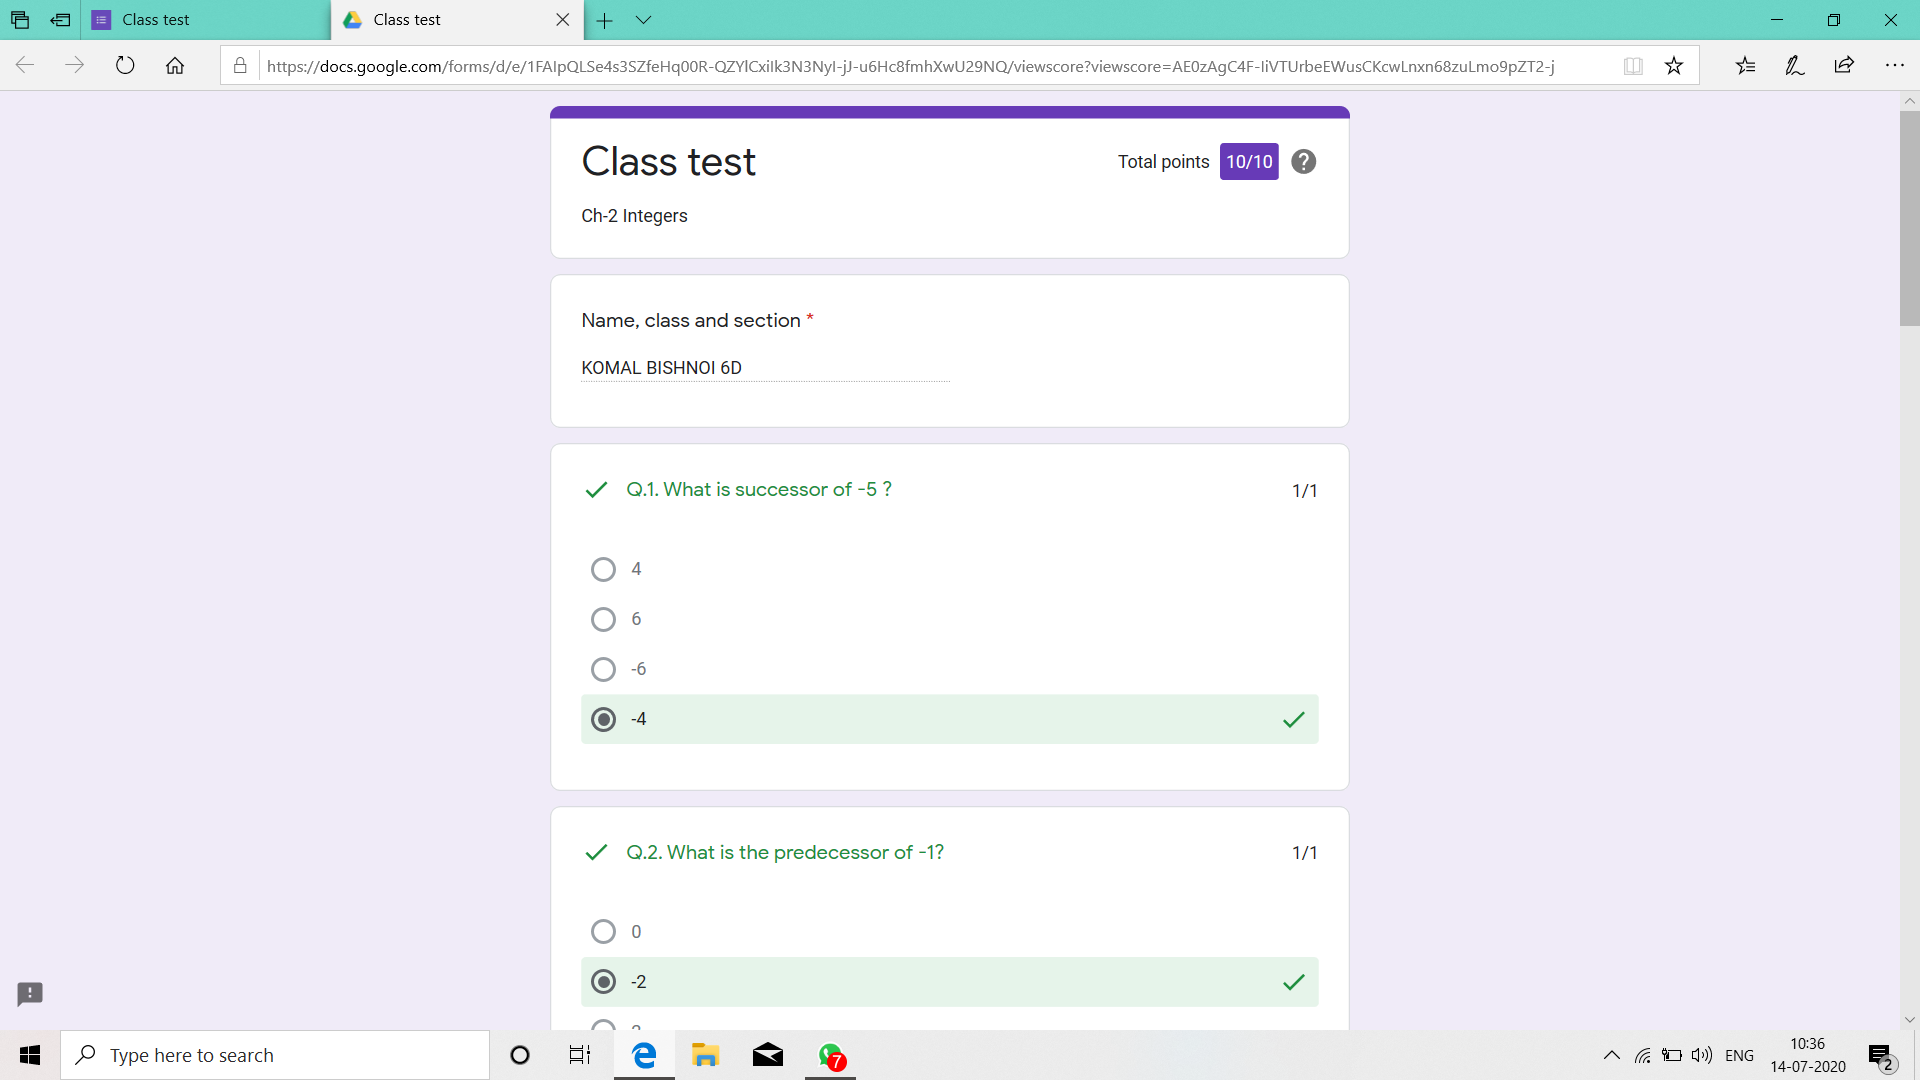 Class test
Class test
https://docs.google.com/forms/d/e/1FAIpQLSe4s3SZfeHq00R-QZYlCxiIk3N3NyI-jJ-u6Hc8fmhXwU29NQ/viewscore?viewscore=AE0zAgC4F-IiVTUrbeEWusCKcwLnxn68zuLmo9pZT2-j
Class test
Total points 10/10
Ch-2 Integers
Name, class and section *
KOMAL BISHNOI 6D
Q.1. What is successor of -5 ?
1/1
4
6
-6
-4
Q.2. What is the predecessor of -1?
1/1
0
-2
Type here to search
7
ENG
10:36
14-07-2020
2